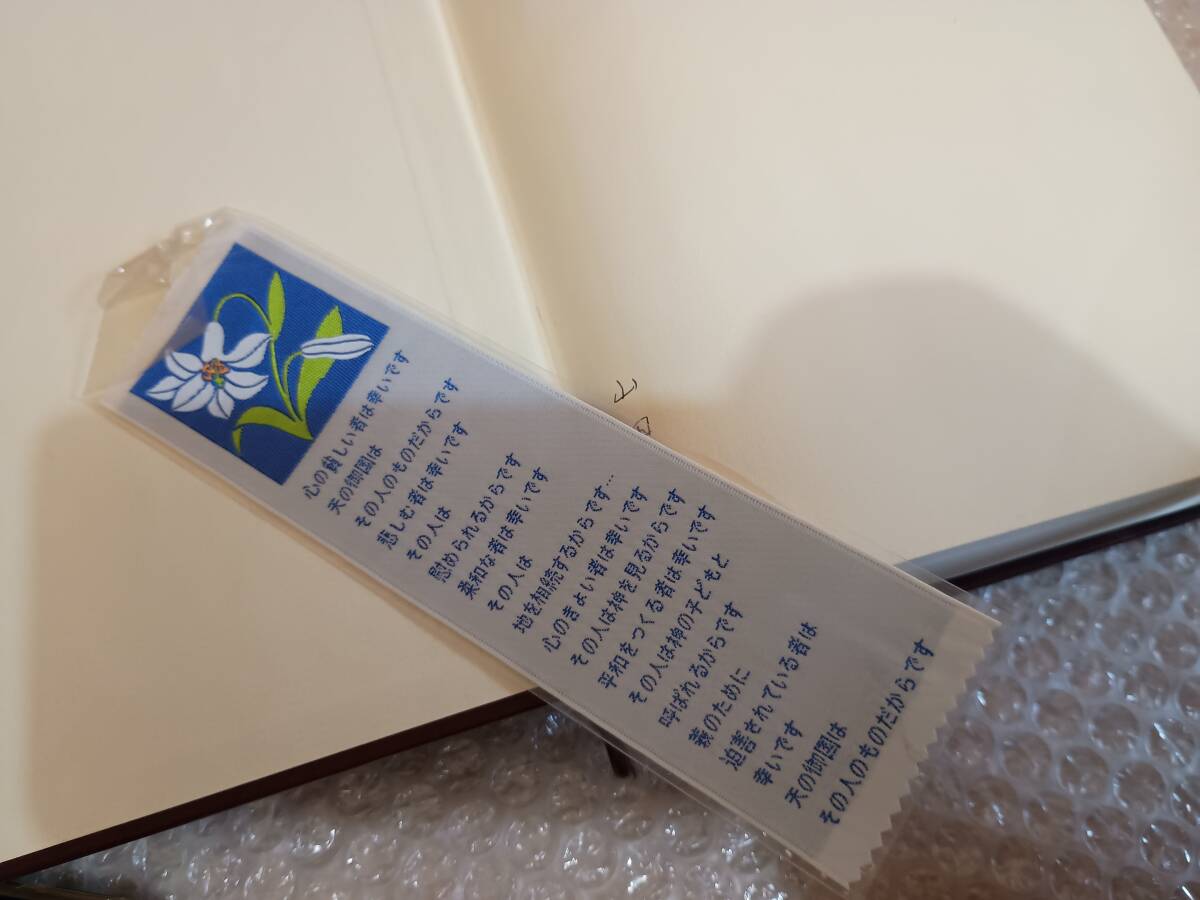 心の貧しい者は幸いです
天の御国は
その人のものだからです
悲しむ者は幸いです
その人は
慰められるからです
柔和な者は幸いです
その人は
地を相続するからです…
心のきよい者は幸いです
その人は神を見るからです
平和をつくる者は幸いです
その人は神の子どもと
呼ばれるからです
義のために
迫害されている者は
幸いです
天の御国は
その人のものだからです